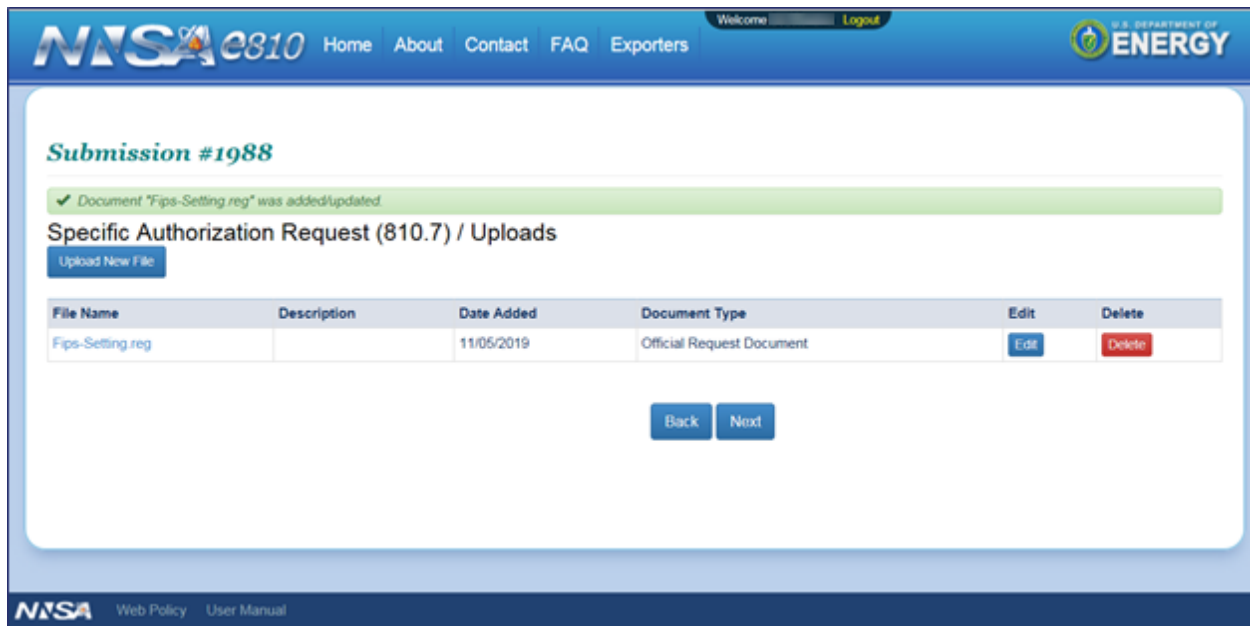 Welcome Logout
NNSA e810 Home About Contact FAQ Exporters
U.S. DEPARTMENT OF
ENERGY
Submission #1988
✔ Document "Fips-Setting.reg" was added/updated.
Specific Authorization Request (810.7) / Uploads
Upload New File
File Name Description Date Added Document Type Edit Delete
Fips-Setting.reg 11/05/2019 Official Request Document Edit Delete
Back Next
NNSA Web Policy User Manual